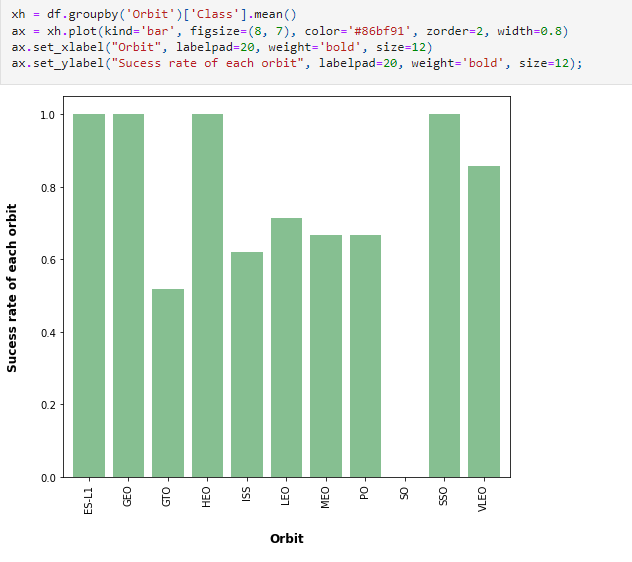 xh = df.groupby('Orbit')['Class'].mean()
ax = xh.plot(kind='bar', figsize=(8, 7), color='#86bf91', zorder=2, width=0.8)
ax.set_xlabel("Orbit", labelpad=20, weight='bold', size=12)
ax.set_ylabel("Sucess rate of each orbit", labelpad=20, weight='bold', size=12);
Sucess rate of each orbit
1.0
0.8
0.6
0.4
0.2
0.0
ES-L1
GEO
GTO
HEO
ISS
LEO
MEO
PO
SO
SSO
VLEO
Orbit